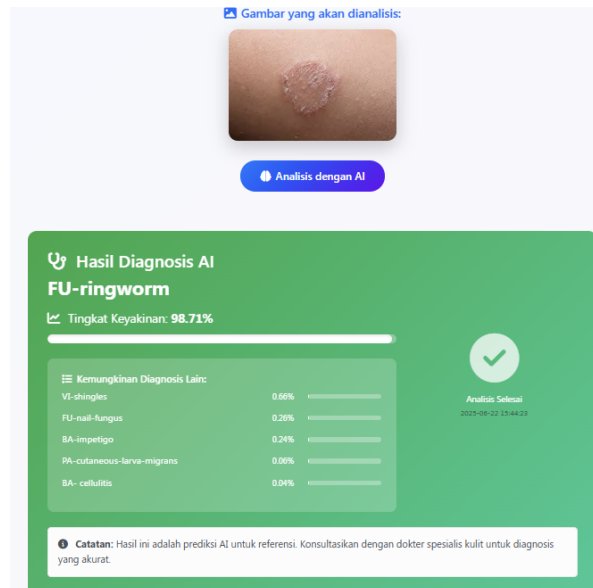 Gambar yang akan dianalisis:
Analisis dengan AI
Hasil Diagnosis AI
FU-ringworm
Tingkat Keyakinan: 98.71%
Kemungkinan Diagnosis Lain:
VI-shingles 0.66%
FU-nail-fungus 0.26%
BA-impetigo 0.24%
PA-cutaneous-larva-migrans 0.06%
BA- cellulitis 0.04%
Analisis Selesai
2025-06-22 15:44:23
Catatan: Hasil ini adalah prediksi AI untuk referensi. Konsultasikan dengan dokter spesialis kulit untuk diagnosis
yang akurat.